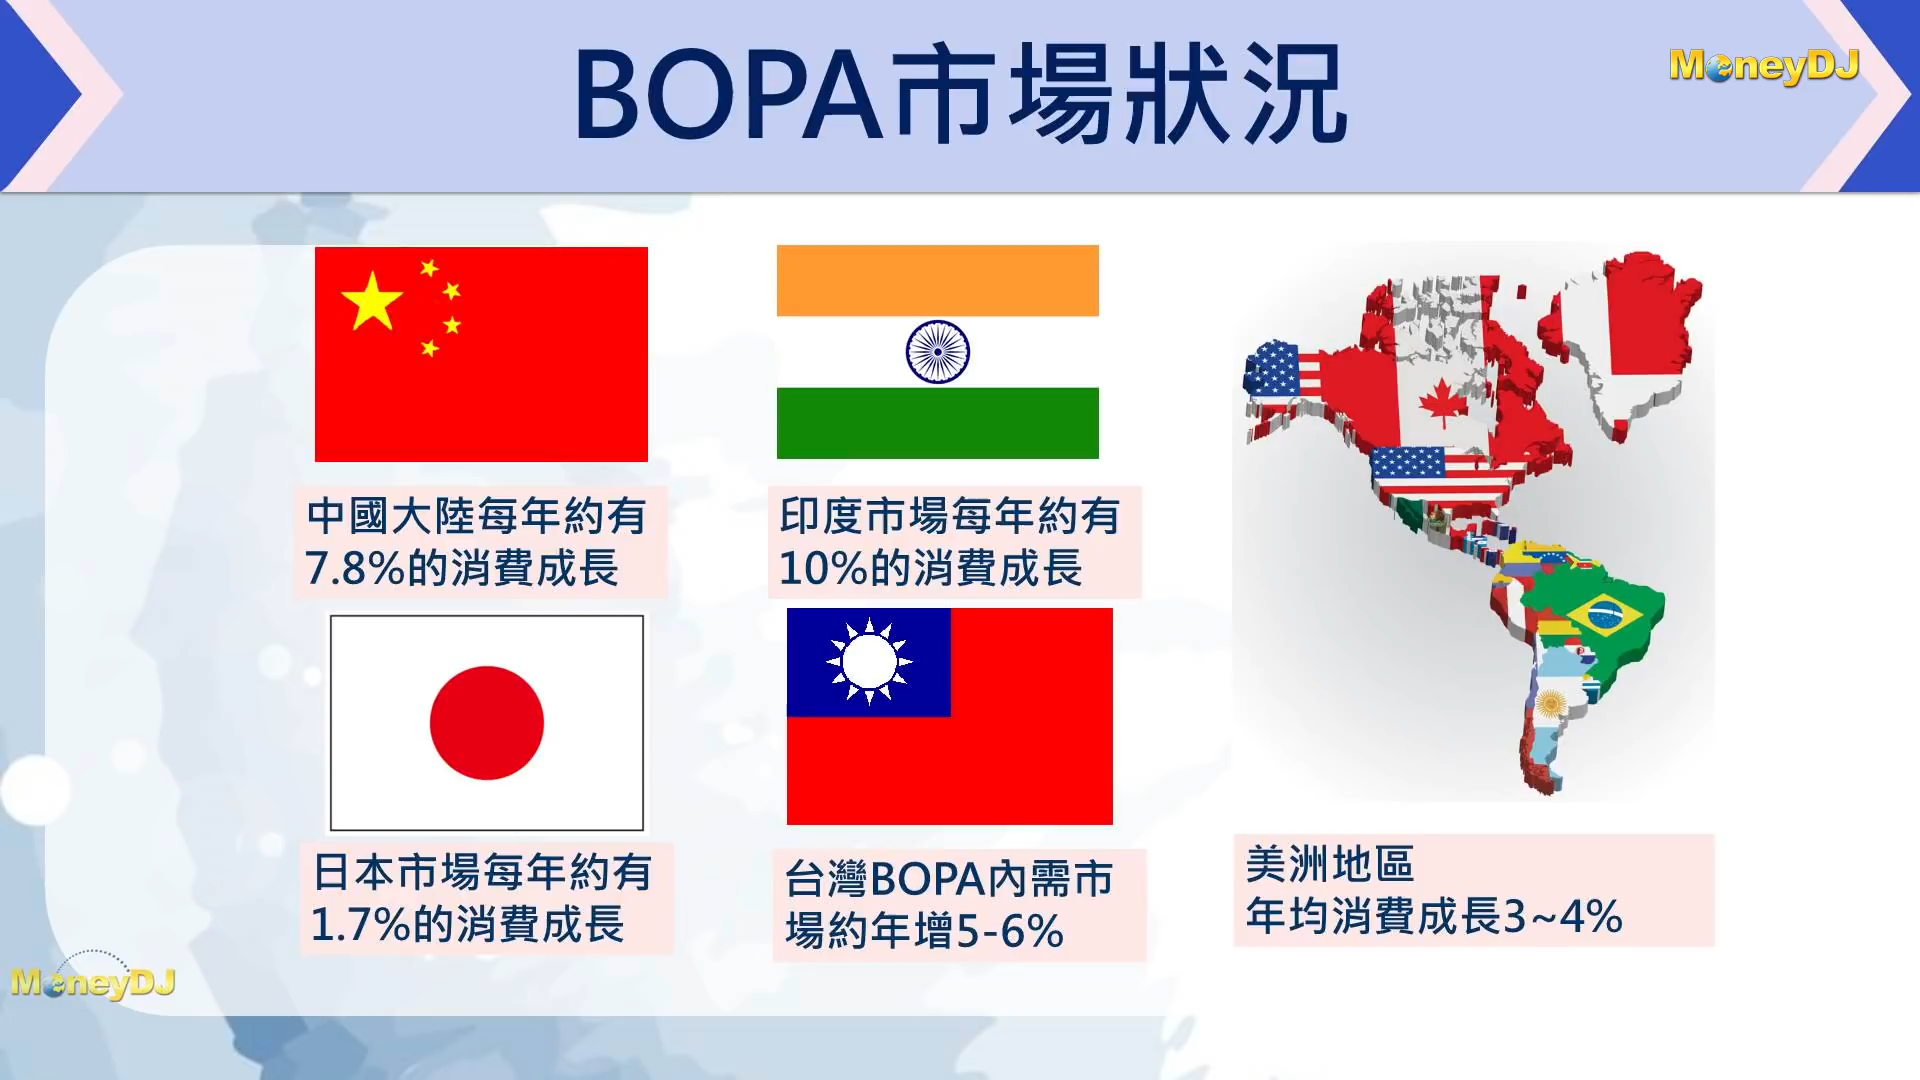 BOPA市場狀況
MoneyDJ
中國大陸每年約有
7.8%的消費成長
印度市場每年約有
10%的消費成長
日本市場每年約有
1.7%的消費成長
台灣BOPA內需市
場約年增5-6%
美洲地區
年均消費成長3~4%
MoneyDJ